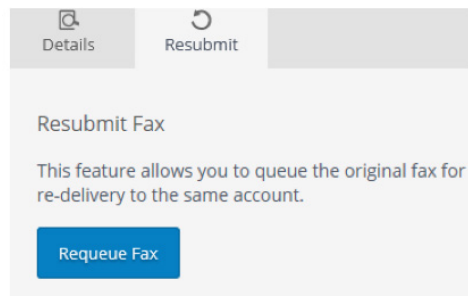 Details
Resubmit
Resubmit Fax
This feature allows you to queue the original fax for
re-delivery to the same account.
Requeue Fax